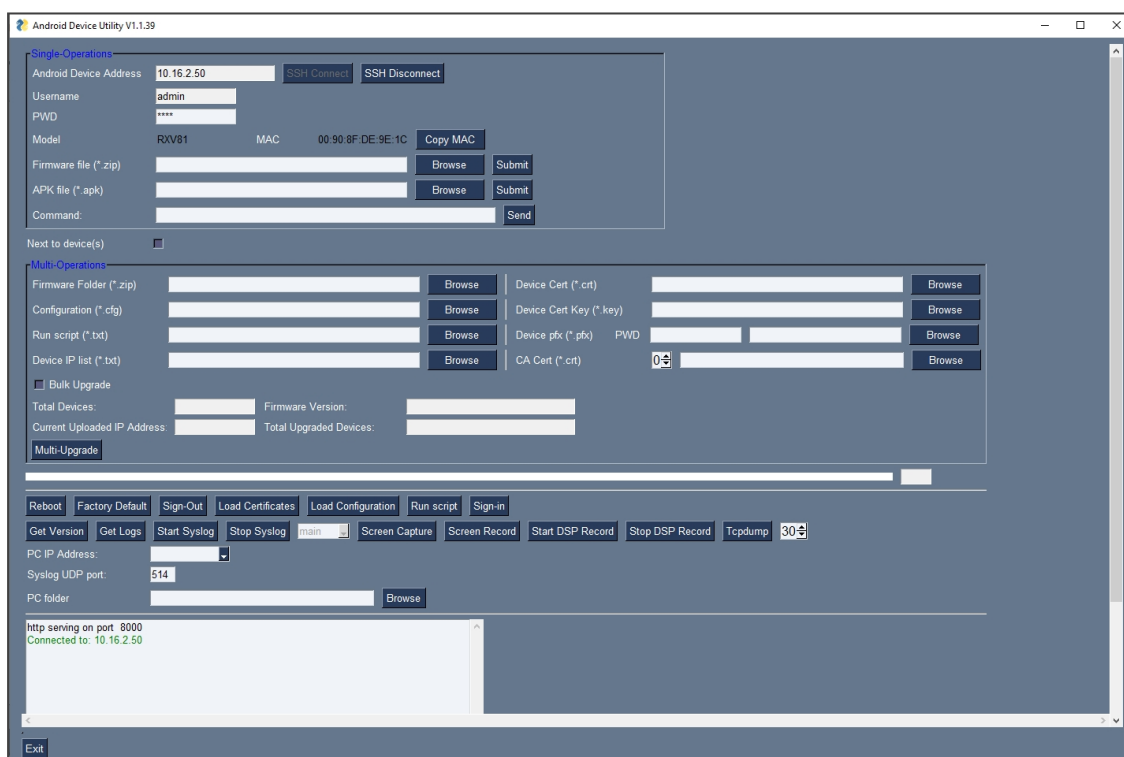 Android Device Utility V1.1.39
Single-Operations
Android Device Address 10.16.2.50 SSH Connect SSH Disconnect
Username admin
PWD ****
Model RXV81 MAC 00:90:8F:DE:9E:1C Copy MAC
Firmware file (*.zip) Browse Submit
APK file (*.apk) Browse Submit
Command: Send
Next to device(s)
Multi-Operations
Firmware Folder (*.zip) Browse Device Cert (*.crt) Browse
Configuration (*.cfg) Browse Device Cert Key (*.key) Browse
Run script (*.txt) Browse Device pfx (*.pfx) PWD Browse
Device IP list (*.txt) Browse CA Cert (*.crt) 0 Browse
Bulk Upgrade
Total Devices: Firmware Version:
Current Uploaded IP Address: Total Upgraded Devices:
Multi-Upgrade
Reboot Factory Default Sign-Out Load Certificates Load Configuration Run script Sign-in
Get Version Get Logs Start Syslog Stop Syslog main Screen Capture Screen Record Start DSP Record Stop DSP Record Tcpdump 30
PC IP Address:
Syslog UDP port: 514
PC folder Browse
http serving on port 8000
Connected to: 10.16.2.50
Exit